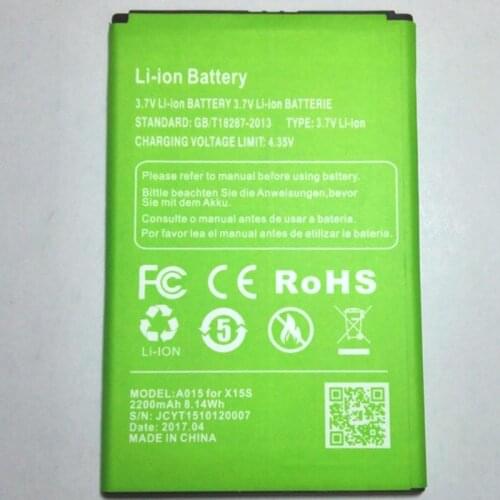 Li-ion Battery
3.7V Li-ion BATTERY 3.7V Li-ion BATTERIE
STANDARD: GB/T18287-2013 TYPE: 3.7V Li-ion
CHARGING VOLTAGE LIMIT: 4.35V
Please refer to manual before using battery.
Bittle beachten Sie die Anweisungen,bevor
Sie mit dem Akku.
Consulte o manual antes de usar a bateria.
Por favor lea el manual antes de utilizar la bateria.
FC CE RoHS
5
LI-ION
MODEL:A015 for X15S
2200mAh 8.14Wh
S/N: JCYT1510120007
Date: 2017.04
MADE IN CHINA